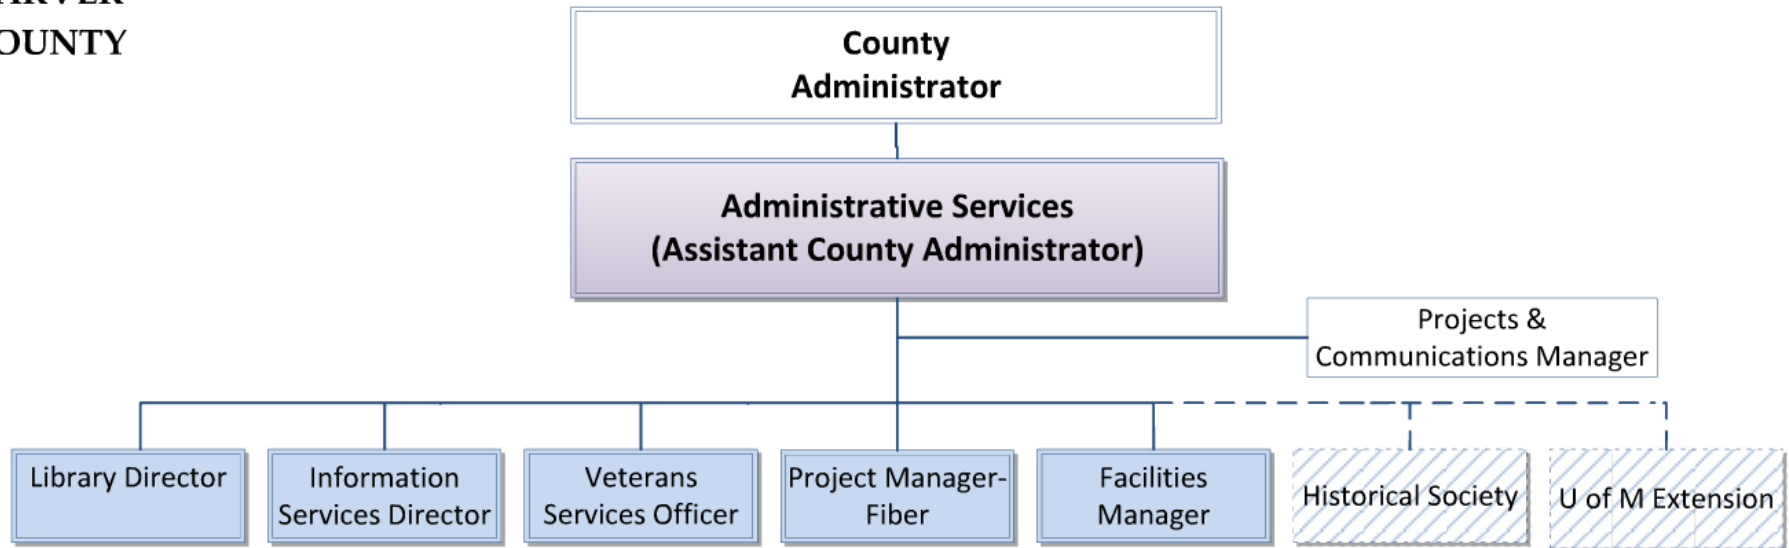 OUNTY
County
Administrator
Administrative Services
(Assistant County Administrator)
Projects &
Communications Manager
Library Director
Information
Services Director
Veterans
Services Officer
Project Manager-
Fiber
Facilities
Manager
Historical Society
U of M Extension